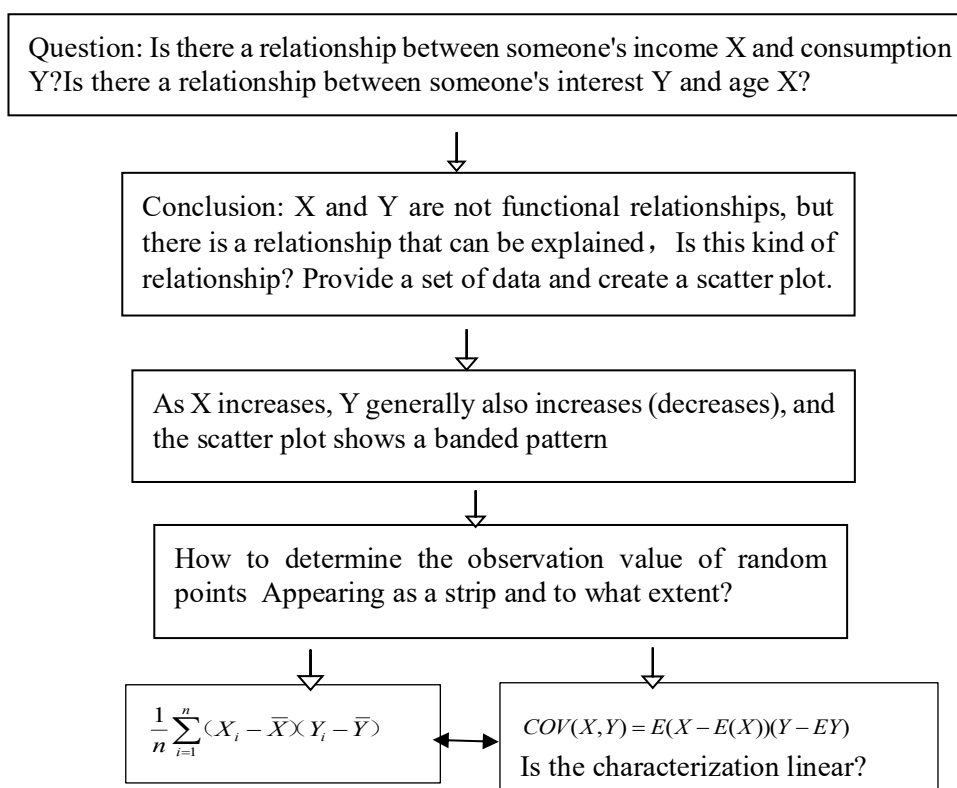 Question: Is there a relationship between someone's income X and consumption
Y?Is there a relationship between someone's interest Y and age X?
Conclusion: X and Y are not functional relationships, but
there is a relationship that can be explained，Is this kind of
relationship? Provide a set of data and create a scatter plot.
As X increases, Y generally also increases (decreases), and
the scatter plot shows a banded pattern
How to determine the observation value of random
points Appearing as a strip and to what extent?
\frac{1}{n}\sum_{i=1}^{n}(X_i-\overline{X})(Y_i-\overline{Y})
COV(X,Y)=E(X-E(X))(Y-EY)
Is the characterization linear?